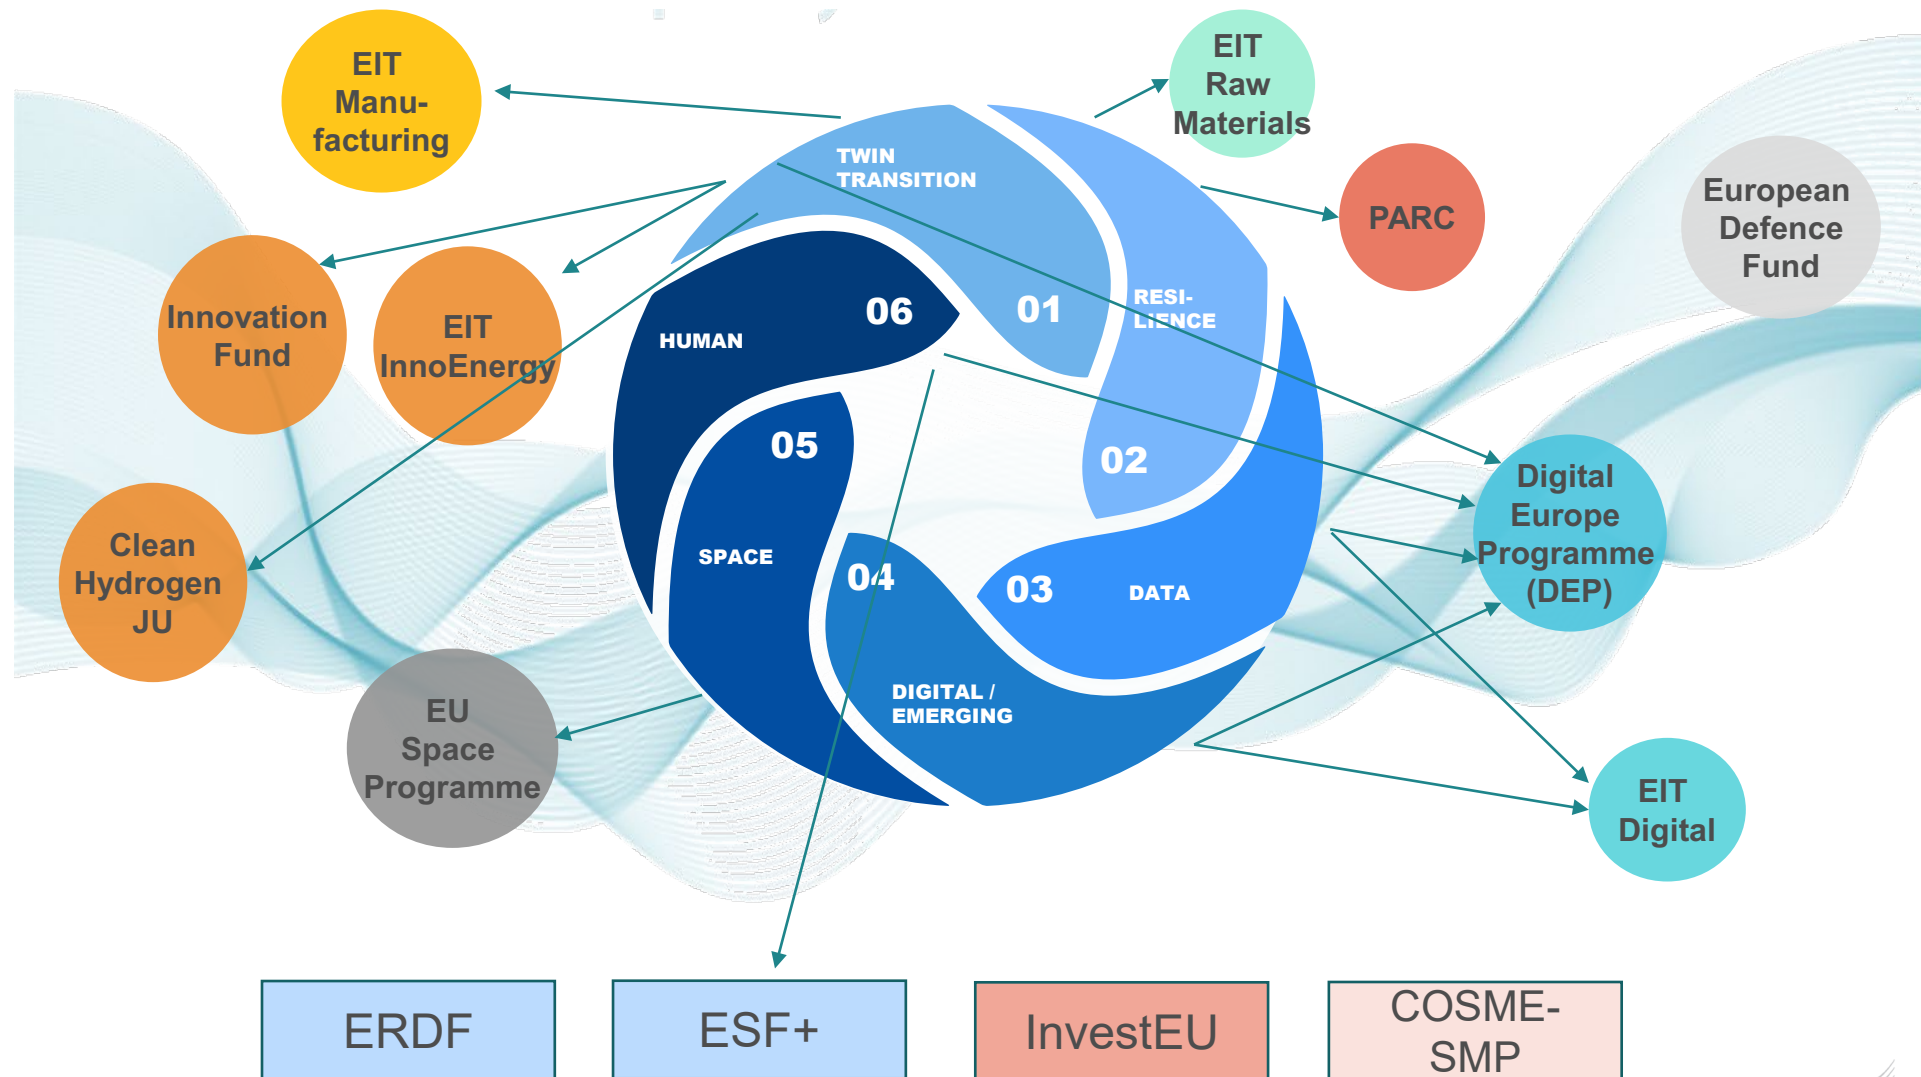 EIT
Manu-
facturing
EIT
Raw
Materials
PARC
European
Defence
Fund
TWIN
TRANSITION
01
RESI-
LIENCE
02
HUMAN
06
Innovation
Fund
EIT
InnoEnergy
05
SPACE
04
DIGITAL /
EMERGING
03
DATA
Digital
Europe
Programme
(DEP)
Clean
Hydrogen
JU
EU
Space
Programme
EIT
Digital
ERDF
ESF+
InvestEU
COSME-
SMP